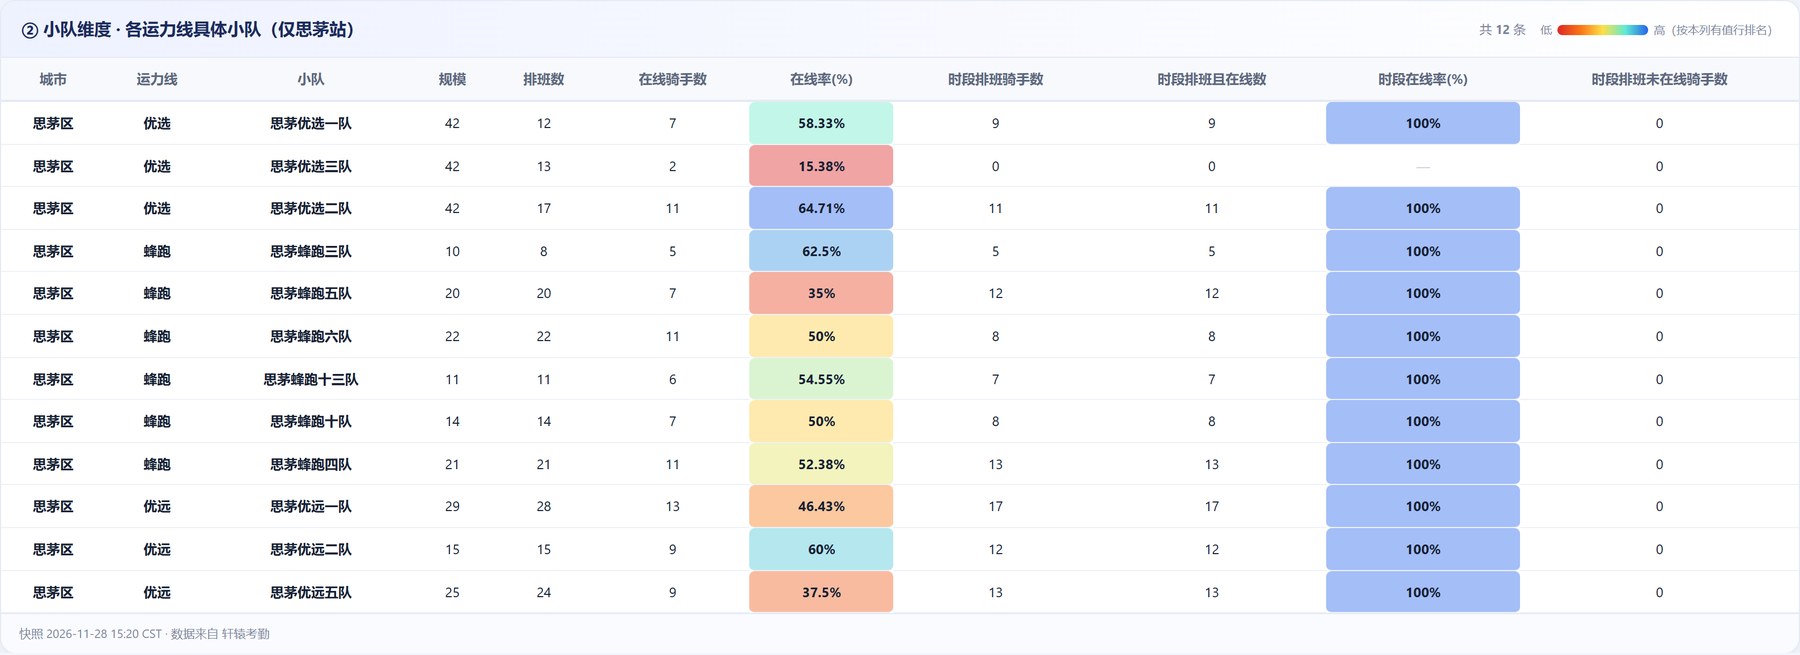 ② 小队维度 · 各运力线具体小队（仅思茅站）
共 12 条 低 高 (按本列有值行排名)
城市 运力线 小队 规模 排班数 在线骑手数 在线率(%) 时段排班骑手数 时段排班且在线数 时段在线率(%) 时段排班未在线骑手数
思茅区 优选 思茅优选一队 42 12 7 58.33% 9 9 100% 0
思茅区 优选 思茅优选三队 42 13 2 15.38% 0 0 — 0
思茅区 优选 思茅优选二队 42 17 11 64.71% 11 11 100% 0
思茅区 蜂跑 思茅蜂跑三队 10 8 5 62.5% 5 5 100% 0
思茅区 蜂跑 思茅蜂跑五队 20 20 7 35% 12 12 100% 0
思茅区 蜂跑 思茅蜂跑六队 22 22 11 50% 8 8 100% 0
思茅区 蜂跑 思茅蜂跑十三队 11 11 6 54.55% 7 7 100% 0
思茅区 蜂跑 思茅蜂跑十队 14 14 7 50% 8 8 100% 0
思茅区 蜂跑 思茅蜂跑四队 21 21 11 52.38% 13 13 100% 0
思茅区 优远 思茅优远一队 29 28 13 46.43% 17 17 100% 0
思茅区 优远 思茅优远二队 15 15 9 60% 12 12 100% 0
思茅区 优远 思茅优远五队 25 24 9 37.5% 13 13 100% 0
快照 2026-11-28 15:20 CST · 数据来自 轩辕考勤